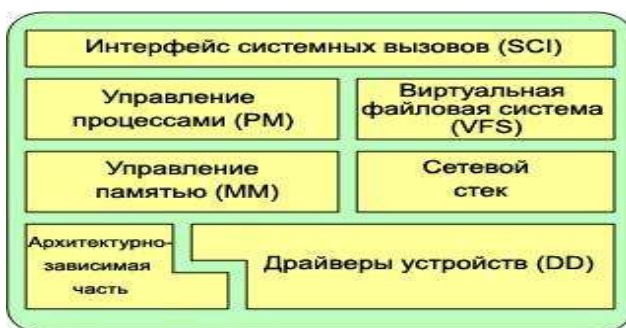 Интерфейс системных вызовов (SCI)
Управление
процессами (PM)
Виртуальная
файловая система
(VFS)
Управление
памятью (MM)
Сетевой
стек
Архитектурно-
зависимая
часть
Драйверы устройств (DD)